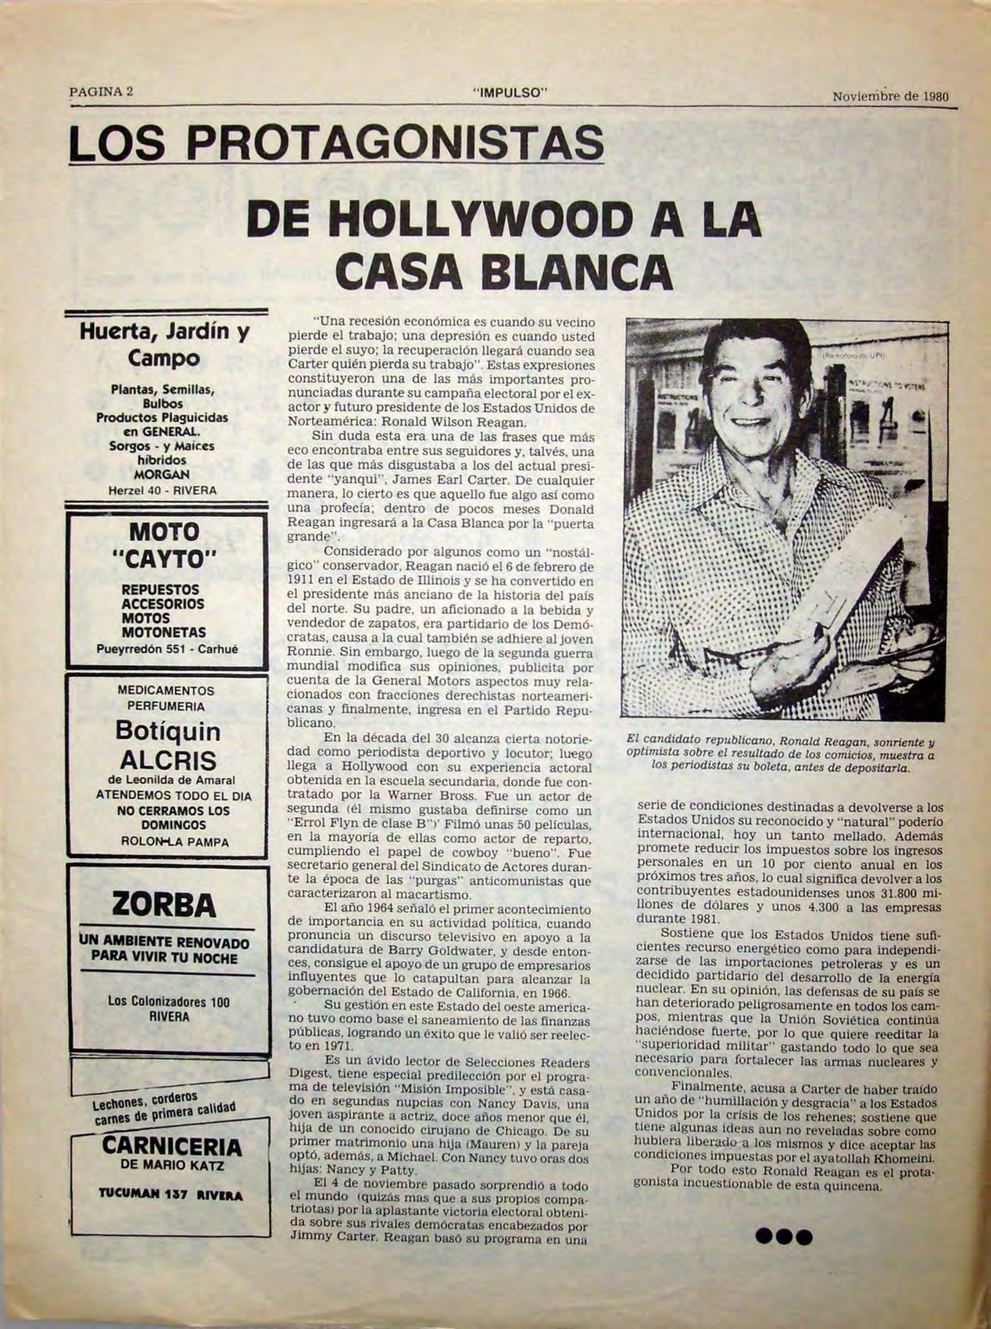 PAGINA 2
"IMPULSO"
Noviembre de 1980
LOS PROTAGONISTAS
DE HOLLYWOOD A LA
CASA BLANCA
Huerta, Jardín y
Campo
Plantas, Semillas,
Bulbos
Productos Plaguicidas
en GENERAL.
Sorgos - y Maíces
híbridos
MORGAN
Herzel 40 - RIVERA
MOTO
"CAYTO"
REPUESTOS
ACCESORIOS
MOTOS
MOTONETAS
Pueyrredón 551 - Carhué
MEDICAMENTOS
PERFUMERIA
Botíquin
ALCRIS
de Leonilda de Amaral
ATENDEMOS TODO EL DIA
NO CERRAMOS LOS
DOMINGOS
ROLON-LA PAMPA
ZORBA
UN AMBIENTE RENOVADO
PARA VIVIR TU NOCHE
Los Colonizadores 100
RIVERA
Lechones, corderos
carnes de primera calidad
CARNICERIA
DE MARIO KATZ
TUCUMAN 137 RIVERA
"Una recesión económica es cuando su vecino
pierde el trabajo; una depresión es cuando usted
pierde el suyo; la recuperación llegará cuando sea
Carter quién pierda su trabajo". Estas expresiones
constituyeron una de las más importantes pro-
nunciadas durante su campaña electoral por el ex-
actor y futuro presidente de los Estados Unidos de
Norteamérica: Ronald Wilson Reagan.
Sin duda esta era una de las frases que más
eco encontraba entre sus seguidores y, talvés, una
de las que más disgustaba a los del actual presi-
dente "yanqui", James Earl Carter. De cualquier
manera, lo cierto es que aquello fue algo así como
una profecía; dentro de pocos meses Donald
Reagan ingresará a la Casa Blanca por la "puerta
grande".
Considerado por algunos como un "nostál-
gico" conservador, Reagan nació el 6 de febrero de
1911 en el Estado de Illinois y se ha convertido en
el presidente más anciano de la historia del país
del norte. Su padre, un aficionado a la bebida y
vendedor de zapatos, era partidario de los Demó-
cratas, causa a la cual también se adhiere al joven
Ronnie. Sin embargo, luego de la segunda guerra
mundial modifica sus opiniones, publicita por
cuenta de la General Motors aspectos muy rela-
cionados con fracciones derechistas norteameri-
canas y finalmente, ingresa en el Partido Repu-
blicano.
En la década del 30 alcanza cierta notorie-
dad como periodista deportivo y locutor; luego
llega a Hollywood con su experiencia actoral
obtenida en la escuela secundaria, donde fue con-
tratado por la Warner Bross. Fue un actor de
segunda (él mismo gustaba definirse como un
"Errol Flyn de clase B")' Filmó unas 50 películas,
en la mayoría de ellas como actor de reparto,
cumpliendo el papel de cowboy "bueno". Fue
secretario general del Sindicato de Actores duran-
te la época de las "purgas" anticomunistas que
caracterizaron al macartismo.
El año 1964 señaló el primer acontecimiento
de importancia en su actividad política, cuando
pronuncia un discurso televisivo en apoyo a la
candidatura de Barry Goldwater, y desde enton-
ces, consigue el apoyo de un grupo de empresarios
influyentes que lo catapultan para alcanzar la
gobernación del Estado de California, en 1966.
Su gestión en este Estado del oeste america-
no tuvo como base el saneamiento de las finanzas
públicas, logrando un éxito que le valió ser reelec-
to en 1971.
Es un ávido lector de Selecciones Readers
Digest, tiene especial predilección por el progra-
ma de televisión "Misión Imposible", y está casa-
do en segundas nupcias con Nancy Davis, una
joven aspirante a actriz, doce años menor que él,
hija de un conocido cirujano de Chicago. De su
primer matrimonio una hija (Mauren) y la pareja
optó, además, a Michael. Con Nancy tuvo oras dos
hijas: Nancy y Patty.
El 4 de noviembre pasado sorprendió a todo
el mundo (quizás mas que a sus propios compa-
triotas) por la aplastante victoria electoral obteni-
da sobre sus rivales demócratas encabezados por
Jimmy Carter. Reagan basó su programa en una
(Radiofoto de UPI)
INSTRUCTIONS
INSTRUCTIONS TO VOTERS
El candidato republicano, Ronald Reagan, sonriente y
optimista sobre el resultado de los comicios, muestra a
los periodistas su boleta, antes de depositarla.
serie de condiciones destinadas a devolverse a los
Estados Unidos su reconocido y "natural" poderío
internacional, hoy un tanto mellado. Además
promete reducir los impuestos sobre los ingresos
personales en un 10 por ciento anual en los
próximos tres años, lo cual significa devolver a los
contribuyentes estadounidenses unos 31.800 mi-
llones de dólares y unos 4.300 a las empresas
durante 1981.
Sostiene que los Estados Unidos tiene sufi-
cientes recurso energético como para independi-
zarse de las importaciones petroleras y es un
decidido partidario del desarrollo de la energía
nuclear. En su opinión, las defensas de su país se
han deteriorado peligrosamente en todos los cam-
pos, mientras que la Unión Soviética continúa
haciéndose fuerte, por lo que quiere reeditar la
"superioridad militar" gastando todo lo que sea
necesario para fortalecer las armas nucleares y
convencionales.
Finalmente, acusa a Carter de haber traído
un año de "humillación y desgracia" a los Estados
Unidos por la crisis de los rehenes; sostiene que
tiene algunas ideas aun no reveladas sobre como
hubiera liberado a los mismos y dice aceptar las
condiciones impuestas por el ayatollah Khomeini.
Por todo esto Ronald Reagan es el prota-
gonista incuestionable de esta quincena.